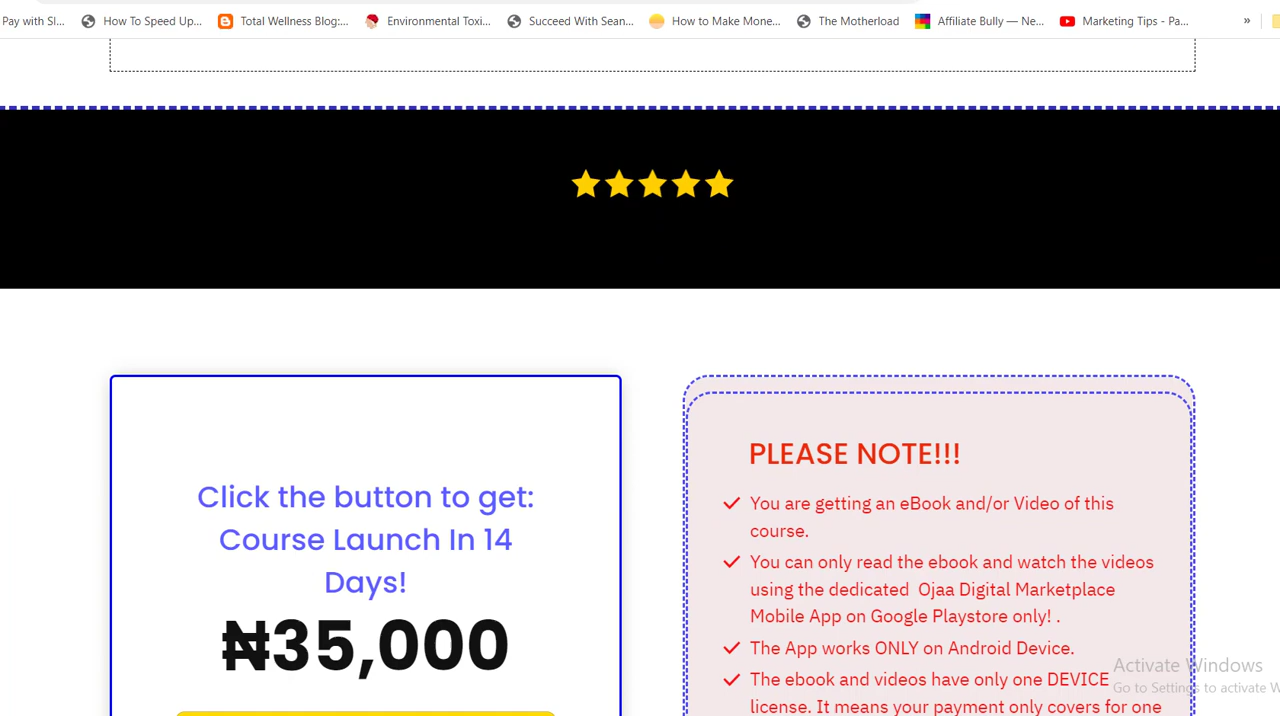 Pay with Sl... How To Speed Up... Total Wellness Blog:... Environmental Toxi... Succeed With Sean... How to Make Mone... The Motherload Affiliate Bully — Ne... Marketing Tips - Pa... »
Click the button to get:
Course Launch In 14
Days!
₦35,000
PLEASE NOTE!!!
You are getting an eBook and/or Video of this
course.
You can only read the ebook and watch the videos
using the dedicated Ojaa Digital Marketplace
Mobile App on Google Playstore only! .
The App works ONLY on Android Device.
The ebook and videos have only one DEVICE
license. It means your payment only covers for one
Activate Windows
Go to Settings to activate W